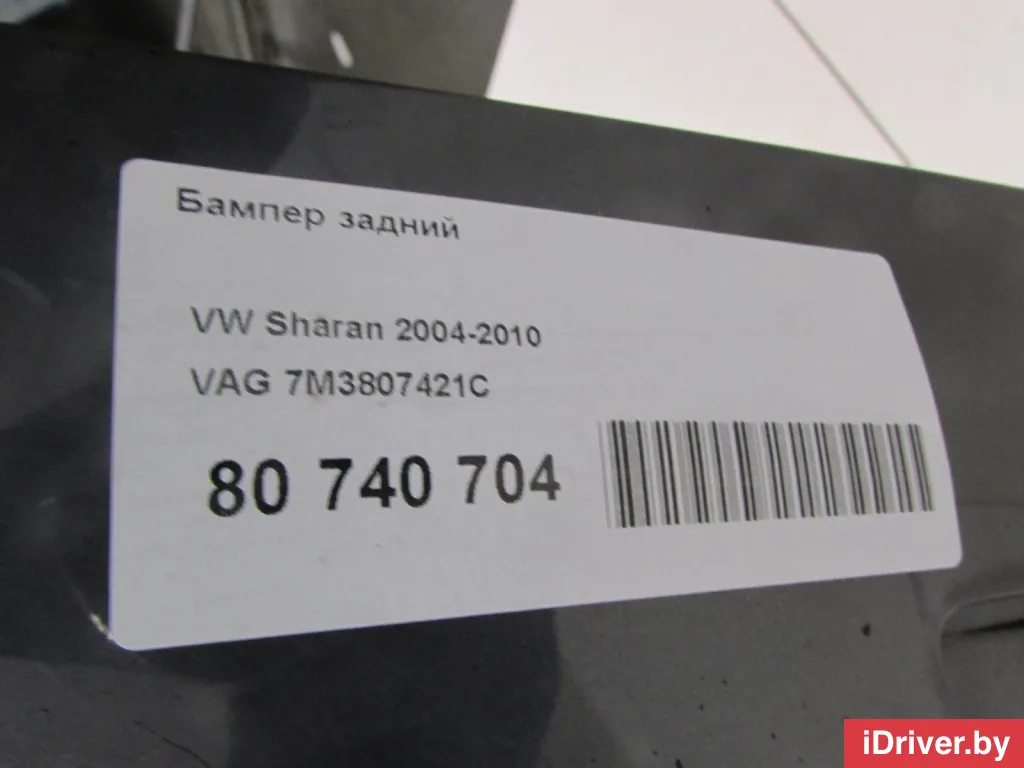 Бампер задний
VW Sharan 2004-2010
VAG 7M3807421C
80 740 704
iDriver.by